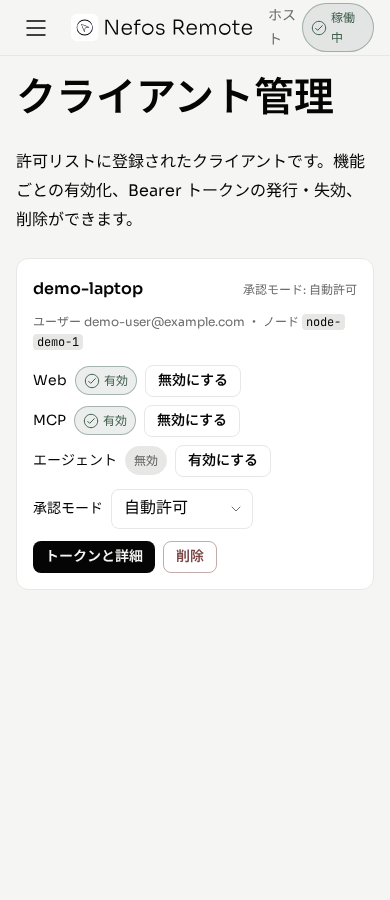 Nefos Remote
ホス
ト
稼働
中
クライアント管理
許可リストに登録されたクライアントです。機能
ごとの有効化、Bearer トークンの発行・失効、
削除ができます。
demo-laptop
承認モード: 自動許可
ユーザー demo-user@example.com ・ ノード node-
demo-1
Web 有効 無効にする
MCP 有効 無効にする
エージェント 無効 有効にする
承認モード 自動許可
トークンと詳細 削除